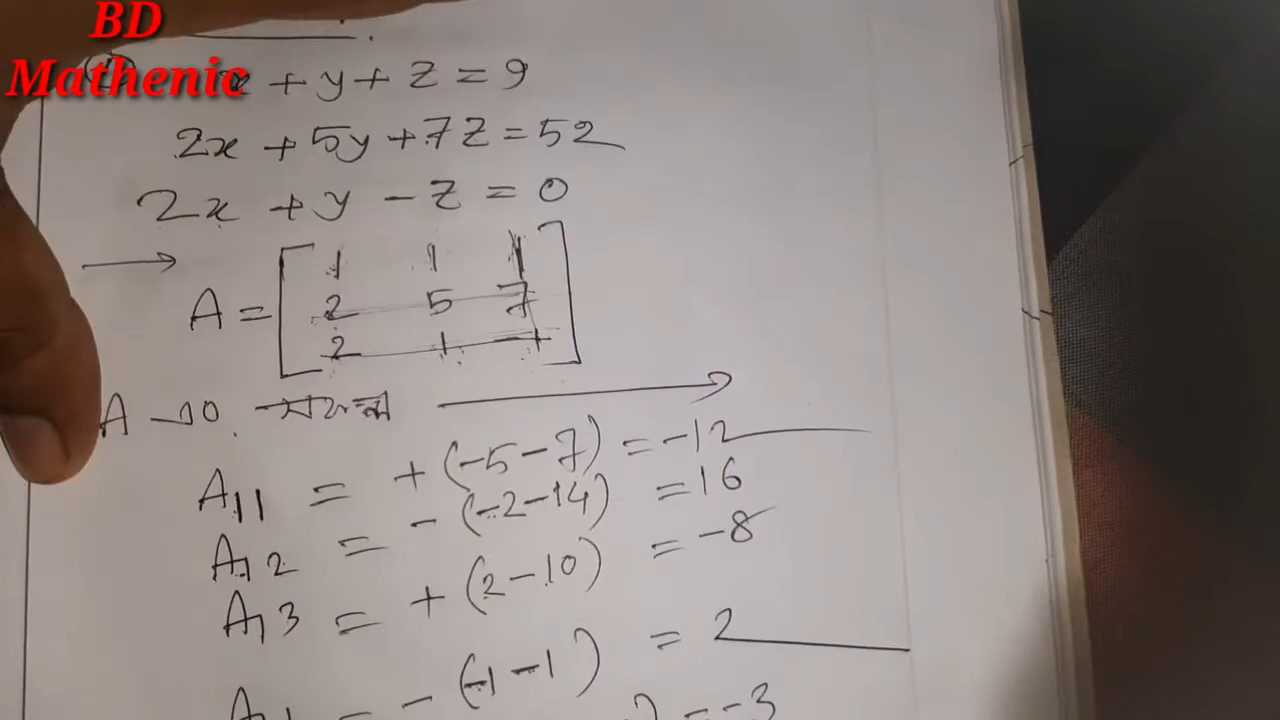 BD
Mathenic
x + y + z = 9
2x + 5y + 7z = 52
2x + y - z = 0
A = [ 1 1 1
2 5 7
2 1 -1 ]
A →
A11 = + (-5-7) = -12
A12 = - (-2-14) = 16
A13 = + (2-10) = -8
= - (-1-1) = 2
= -3